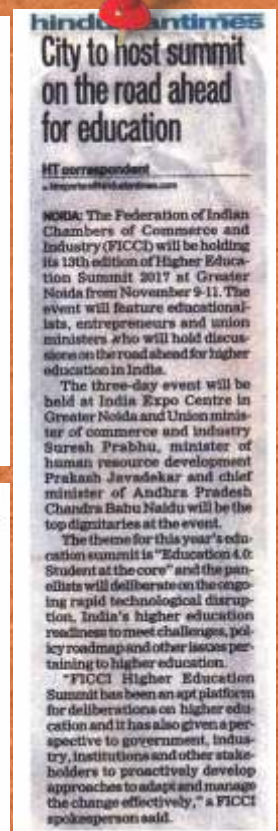 hindustantimes
City to host summit
on the road ahead
for education
HT correspondent
NOIDA: The Federation of Indian
Chambers of Commerce and
Industry (FICCI) will be holding
its 13th edition of Higher Educa-
tion Summit 2017 at Greater
Noida from November 9-11. The
event will feature educational-
ists, entrepreneurs and union
ministers who will hold discus-
sions on the road ahead for higher
education in India.
The three-day event will be
held at India Expo Centre in
Greater Noida and Union minis-
ter of commerce and industry
Suresh Prabhu, minister of
human resource development
Prakash Javadekar and chief
minister of Andhra Pradesh
Chandra Babu Naidu will be the
top dignitaries at the event.
The theme for this year's edu-
cation summit is "Education 4.0:
Student at the core" and the pan-
ellists will deliberate on the ongo-
ing rapid technological disrup-
tion, India's higher education
readiness to meet challenges, pol-
icy roadmap and other issues per-
taining to higher education.
"FICCI Higher Education
Summit has been an apt platform
for deliberations on higher edu-
cation and it has also given a per-
spective to government, indus-
try, institutions and other stake-
holders to proactively develop
approaches to adapt and manage
the change effectively," a FICCI
spokesperson said.